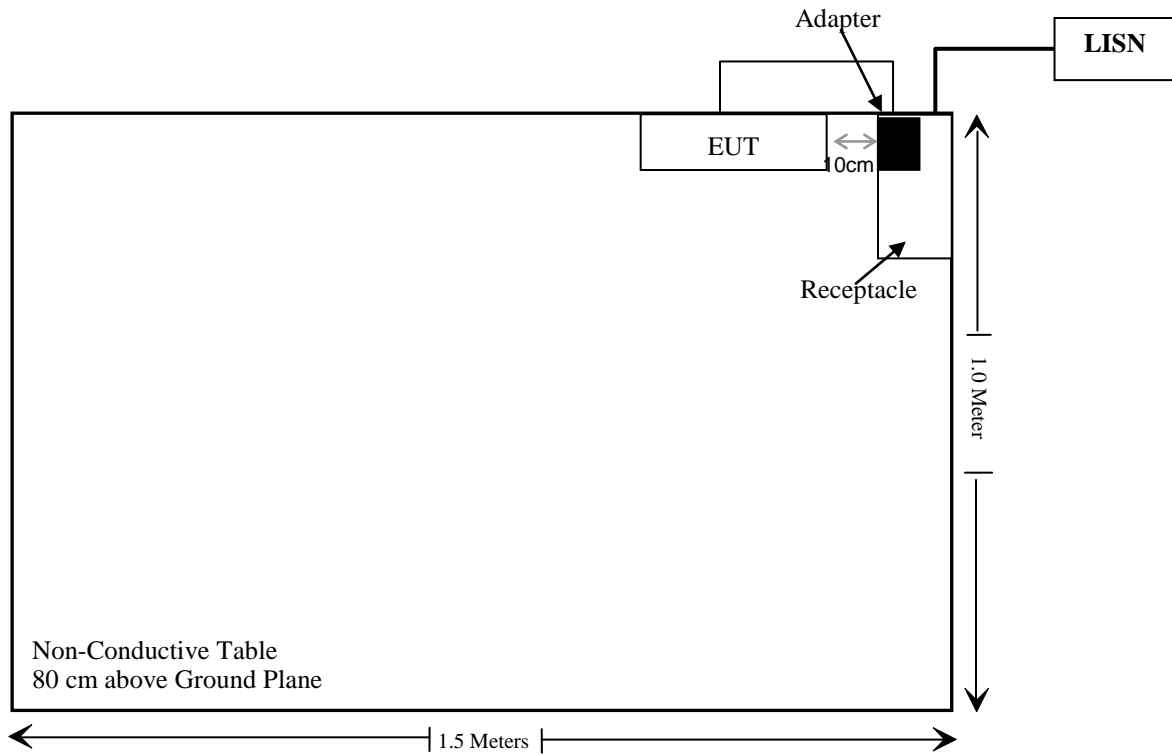 Adapter
LISN
EUT
10cm
Receptacle
1.0 Meter
Non-Conductive Table
80 cm above Ground Plane
1.5 Meters